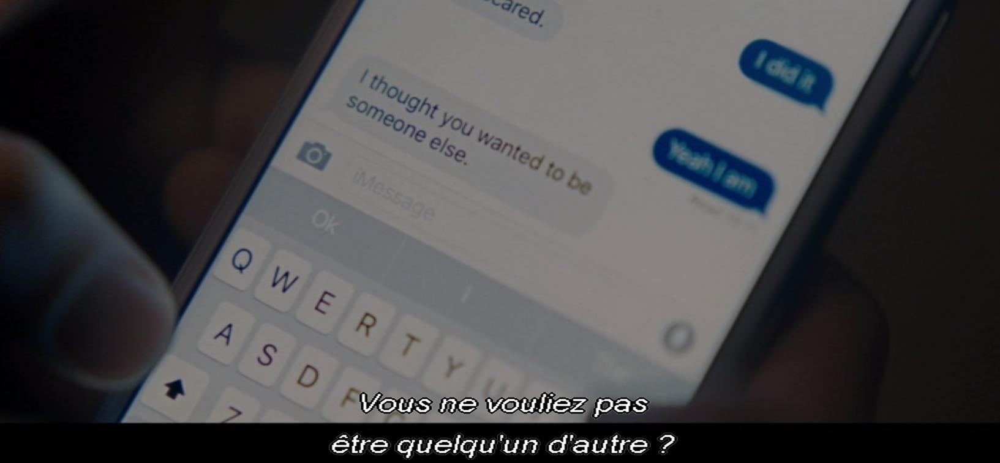 scared.
I did it
I thought you wanted to be
someone else.
Yeah I am
iMessage
Ok
I
Q W E R T Y U
A S D F G
Z
Vous ne vouliez pas
être quelqu'un d'autre ?